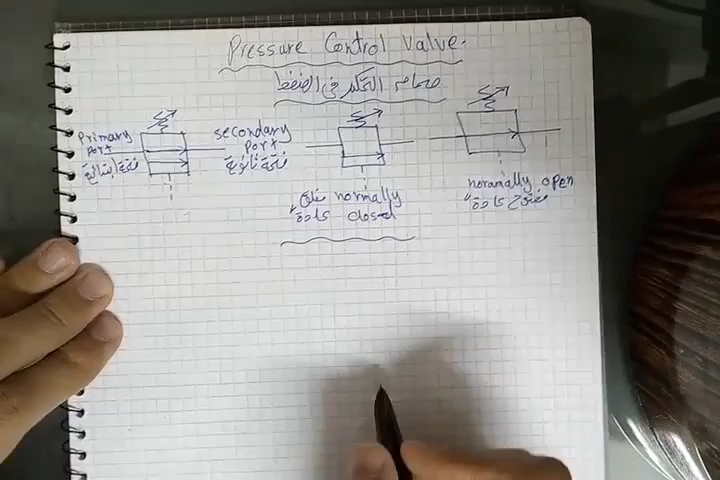 Pressure Control Valve.
صمام التحكم في الضغط
Primary
port
فتحة ابتدائية
secondary
port
فتحة ثانوية
normally مغلق
closed عادة "
noramally open
مفتوح عادة "